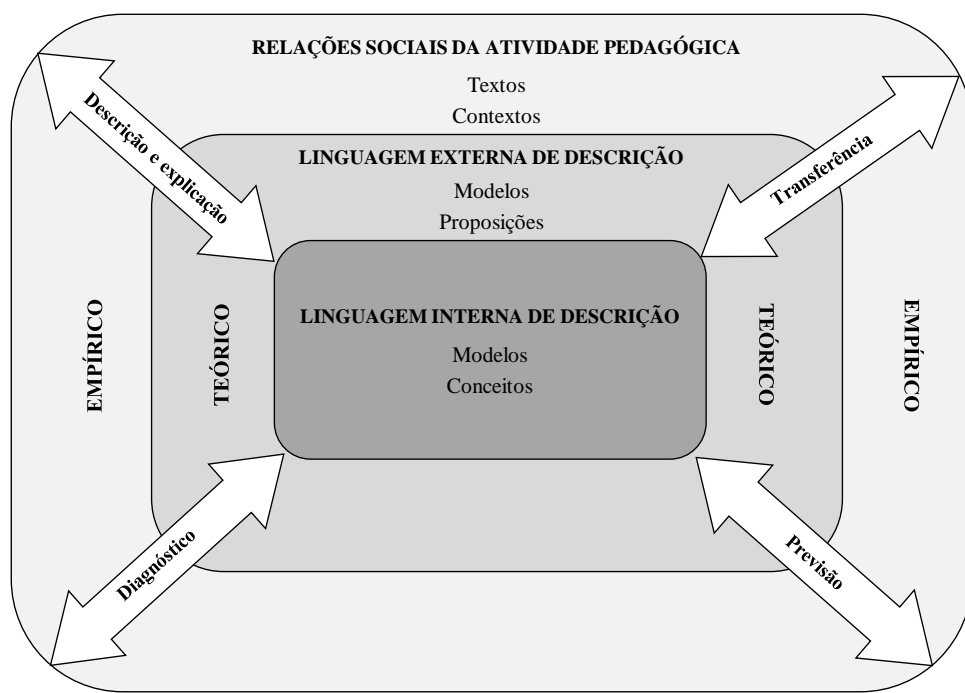 RELAÇÕES SOCIAIS DA ATIVIDADE PEDAGÓGICA
Textos
Contextos
Descrição e explicação
Transferência
LINGUAGEM EXTERNA DE DESCRIÇÃO
Modelos
Proposições
EMPÍRICO
TEÓRICO
LINGUAGEM INTERNA DE DESCRIÇÃO
Modelos
Conceitos
TEÓRICO
EMPÍRICO
Diagnóstico
Previsão